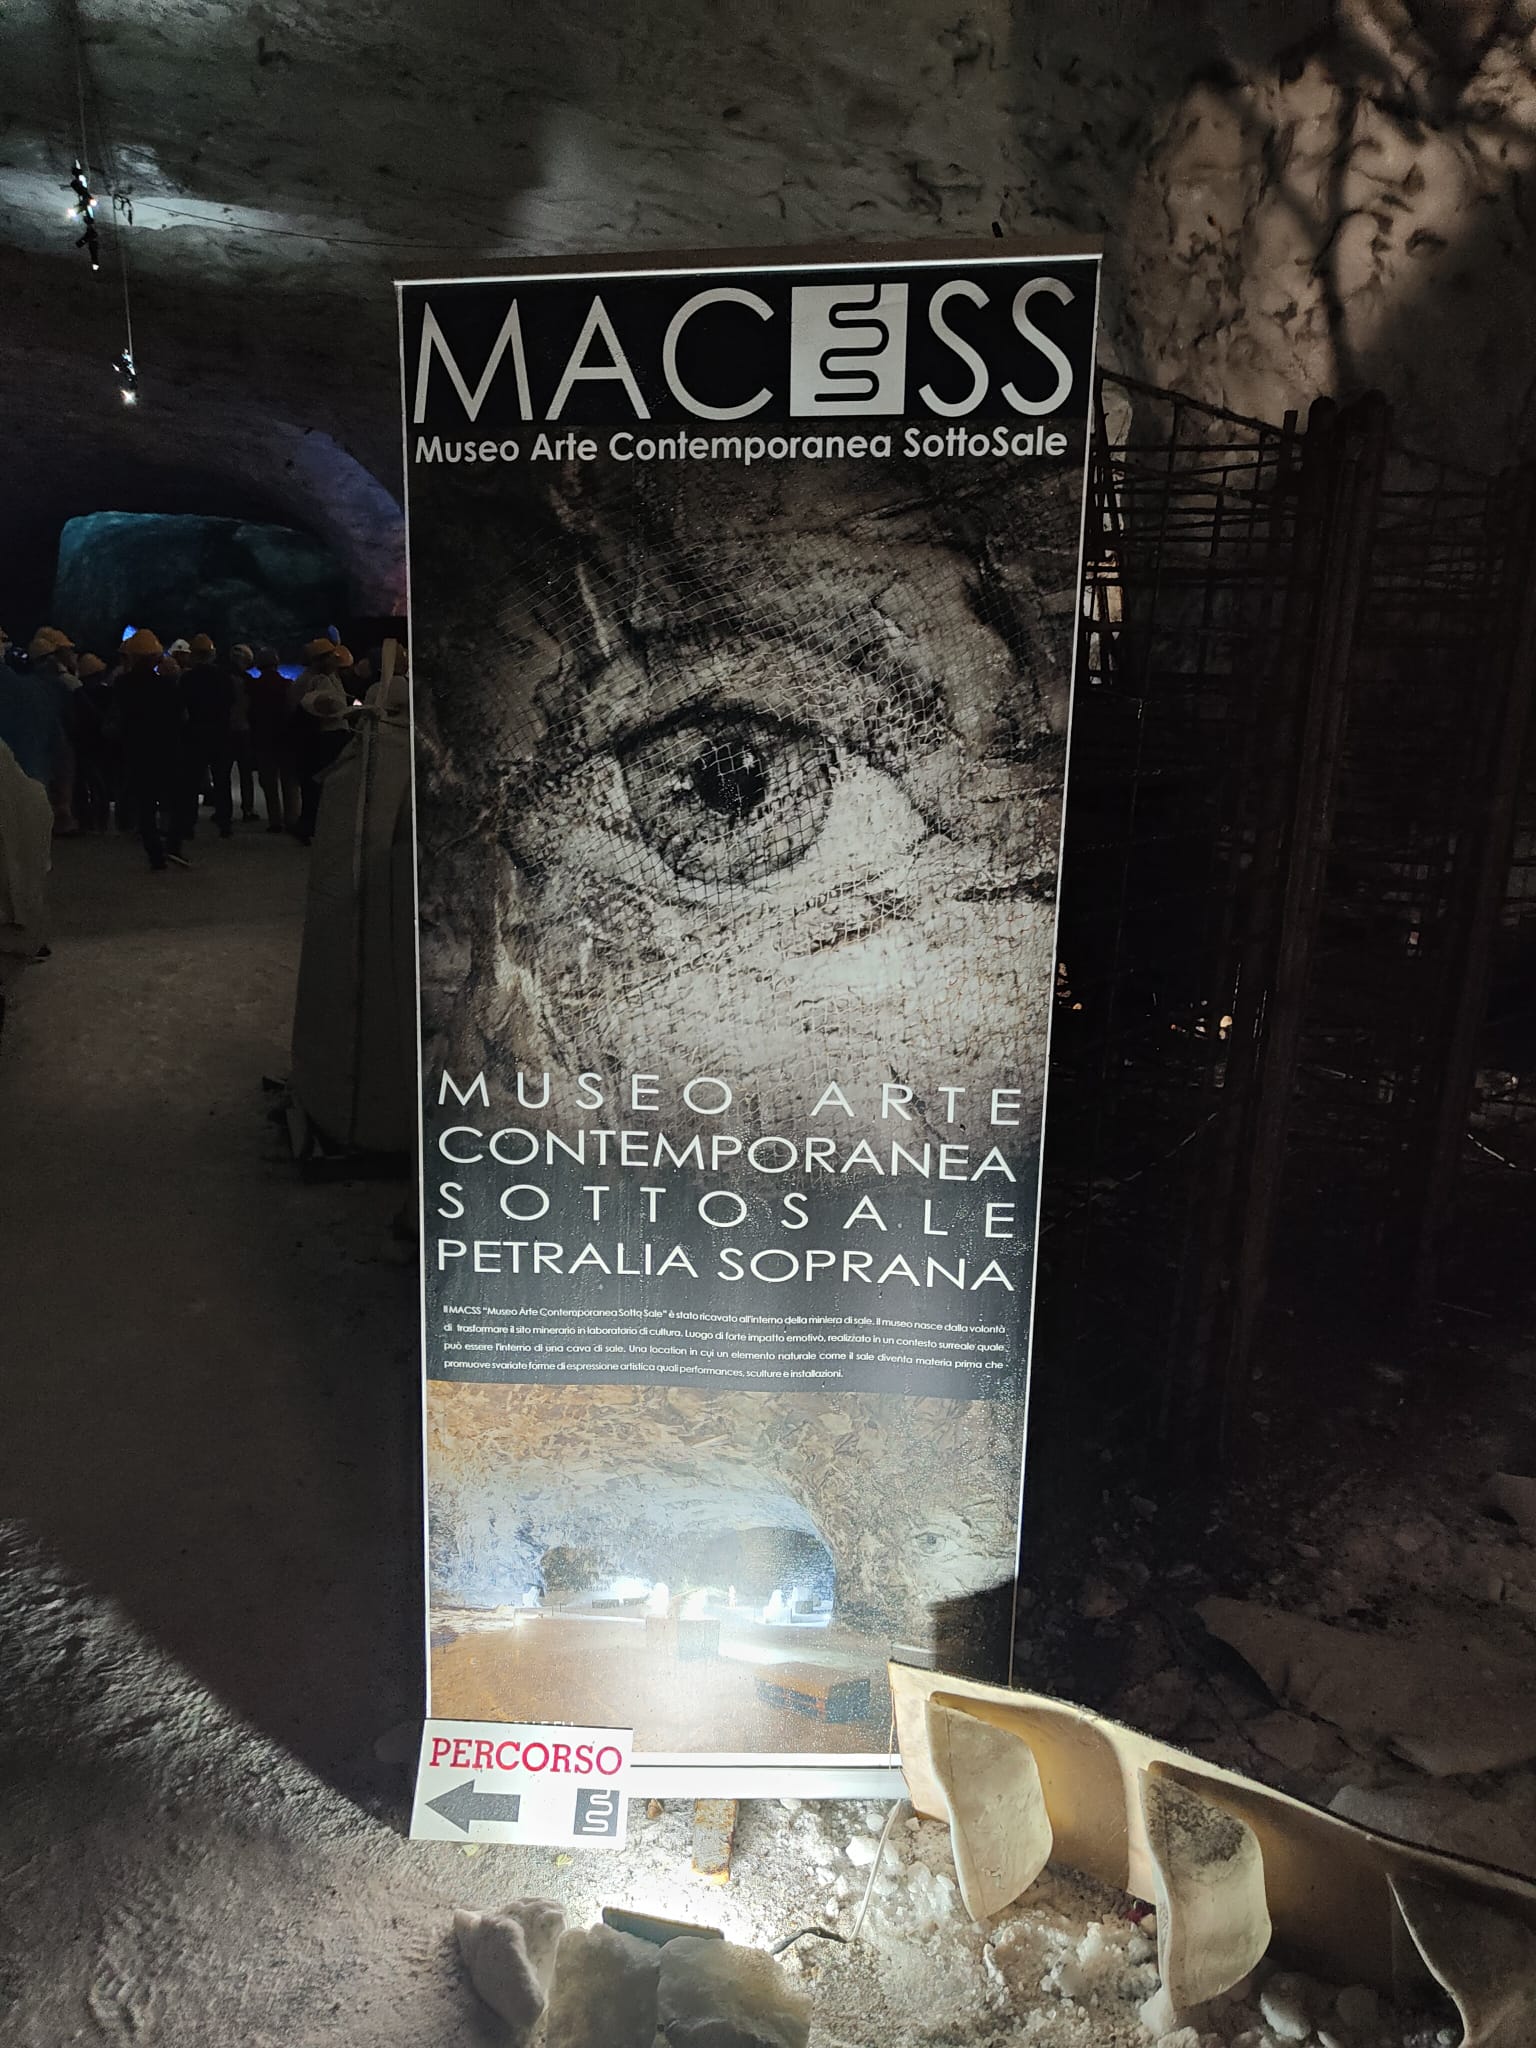 MAC SS
Museo Arte Contemporanea SottoSale
MUSEO ARTE
CONTEMPORANEA
SOTTOSALE
PETRALIA SOPRANA
Il MACSS "Museo Arte Contemporanea Sotto Sale" è stato ricavato all'interno della miniera di sale. Il museo nasce dalla volontà
di trasformare il sito minerario in laboratorio di cultura. Luogo di forte impatto emotivo, realizzato in un contesto surreale quale
può essere l'interno di una cava di sale. Una location in cui un elemento naturale come il sale diventa materia prima che
promuove svariate forme di espressione artistica quali performances, sculture e installazioni.
PERCORSO